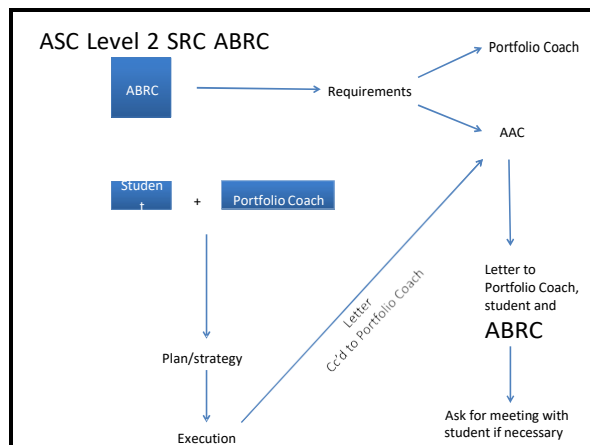 ASC Level 2 SRC ABRC
Portfolio Coach
ABRC
Requirements
AAC
Studen
t
+
Portfolio Coach
Letter
Cc'd to Portfolio Coach
Letter to
Portfolio Coach,
student and
ABRC
Plan/strategy
Execution
Ask for meeting with
student if necessary